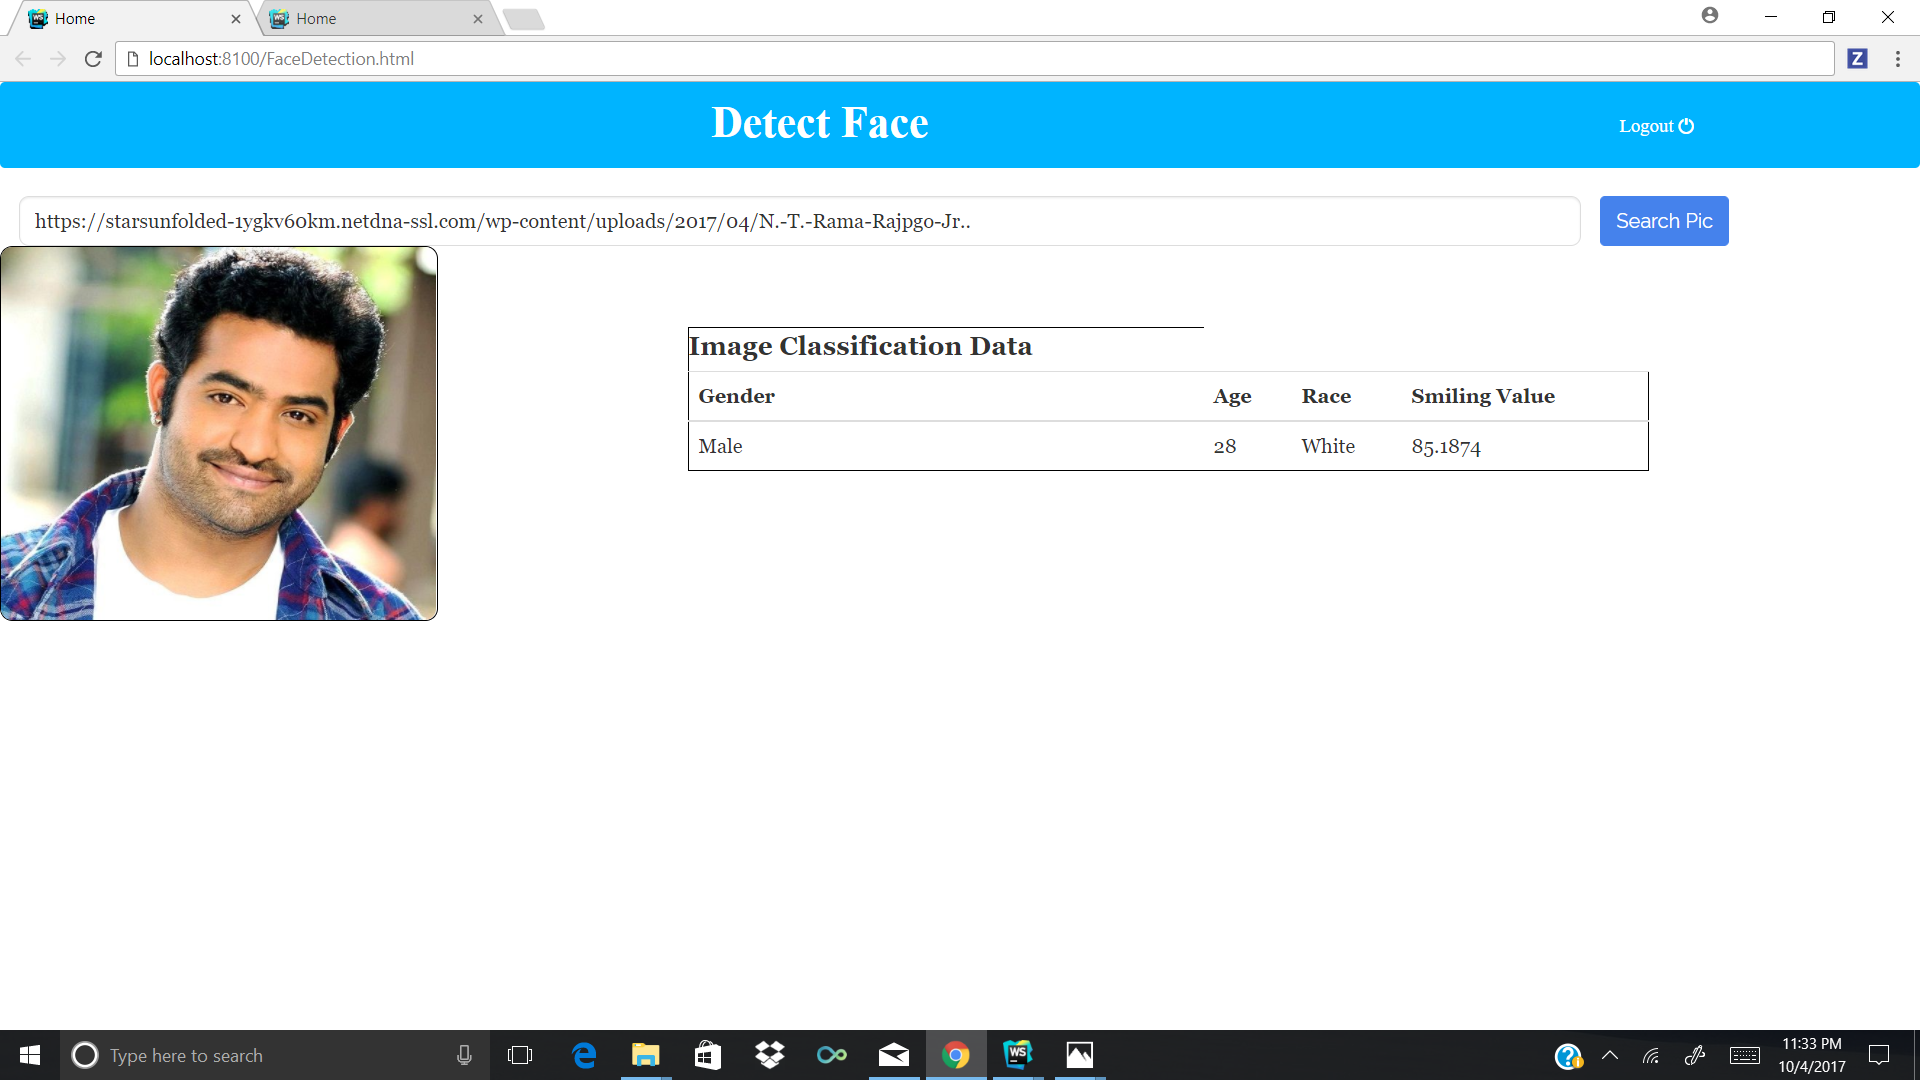 Home
Home
localhost:8100/FaceDetection.html
Z
Detect Face
Logout
https://starsunfolded-1ygkv60km.netdna-ssl.com/wp-content/uploads/2017/04/N.-T.-Rama-Rajpgo-Jr..
Search Pic
Image Classification Data
Gender Age Race Smiling Value
Male 28 White 85.1874
Type here to search
WS
11:33 PM
10/4/2017